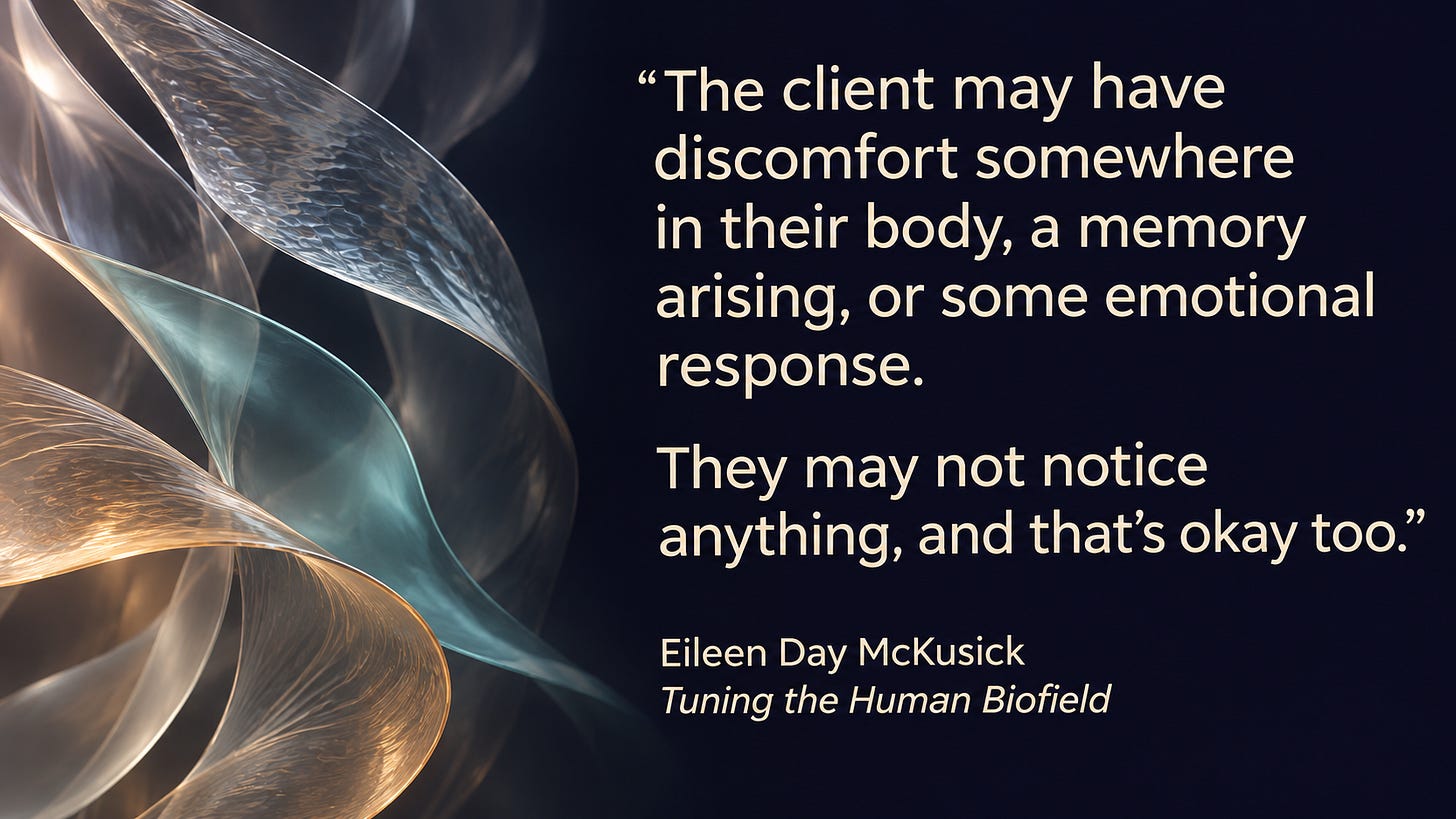 “The client may have
discomfort somewhere
in their body, a memory
arising, or some emotional
response.
They may not notice
anything, and that’s okay too.”
Eileen Day McKusick
Tuning the Human Biofield